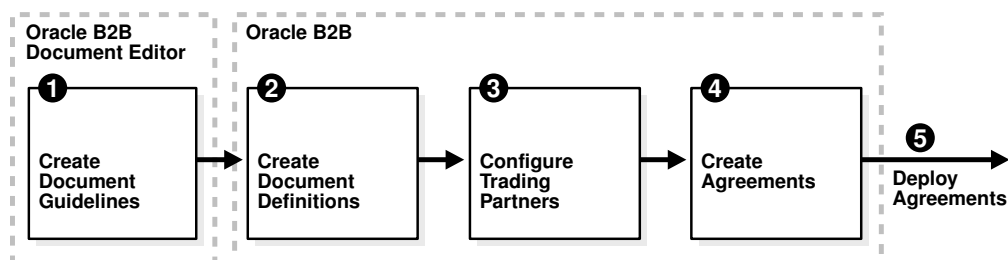 Oracle B2B
Document Editor
Oracle B2B
1
Create
Document
Guidelines
2
Create
Document
Definitions
3
Configure
Trading
Partners
4
Create
Agreements
5
Deploy
Agreements